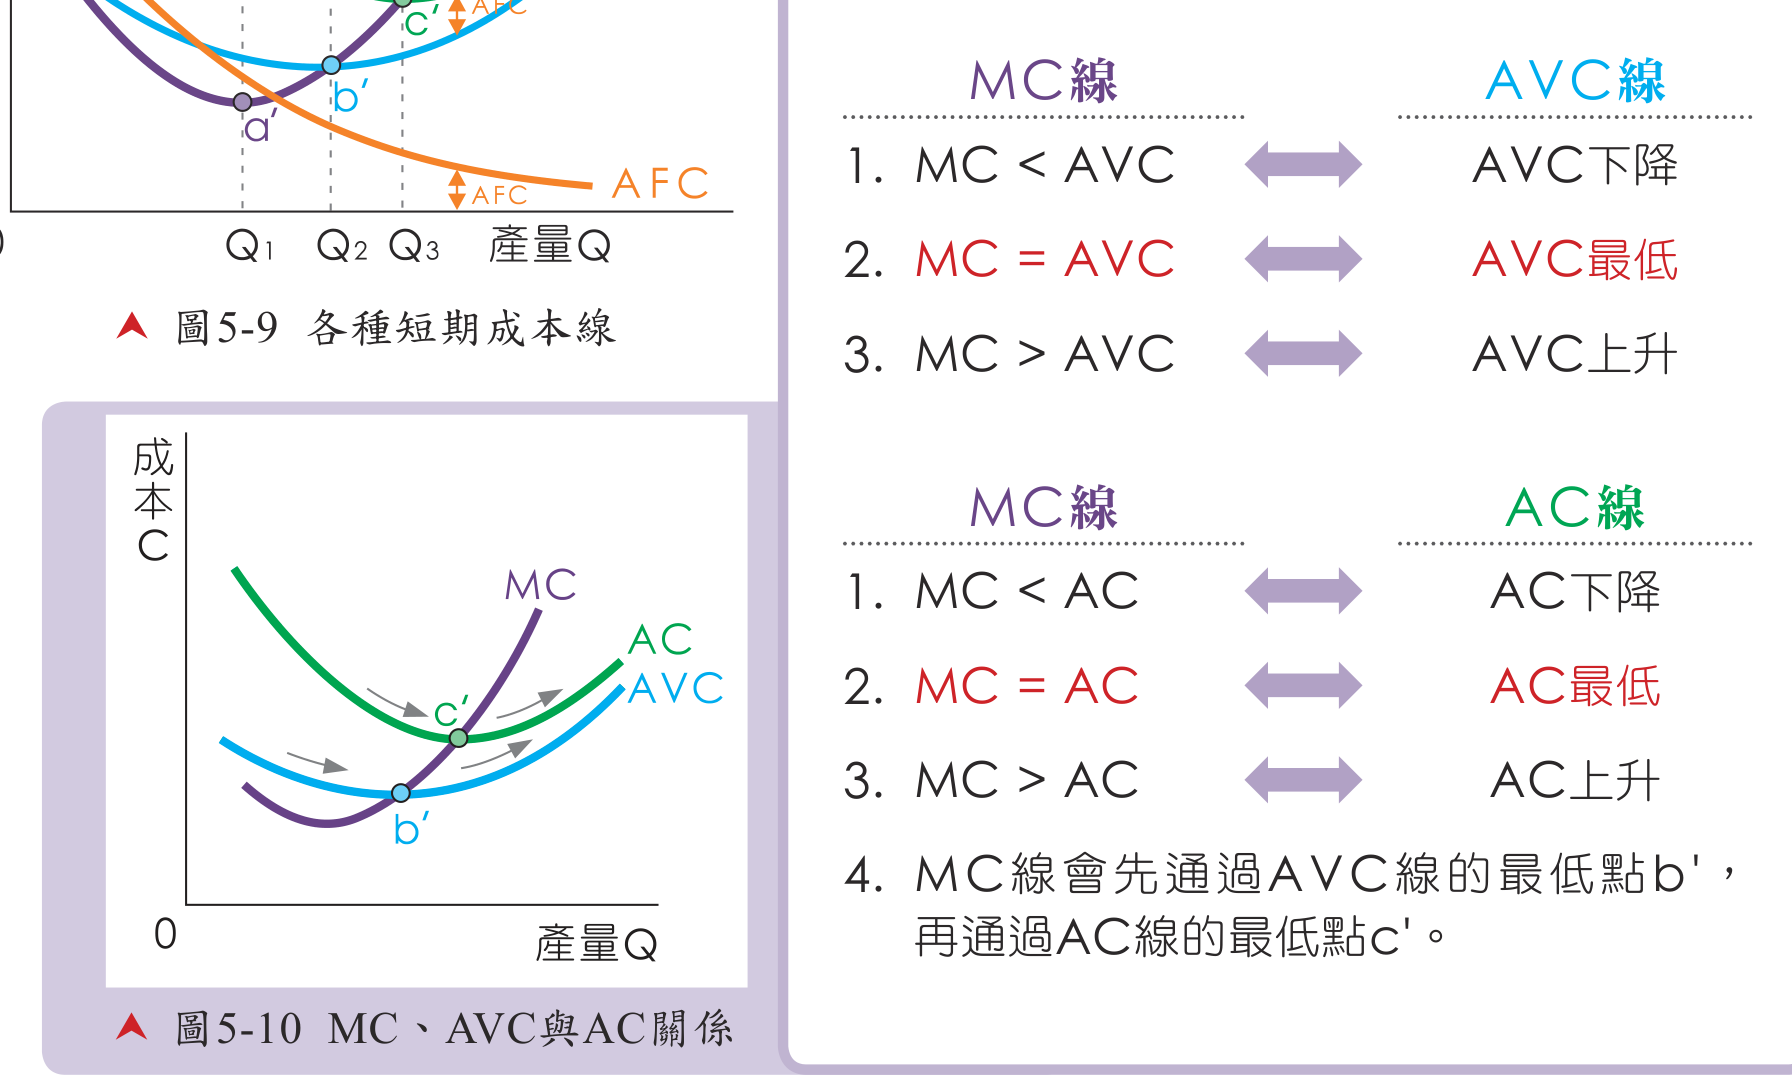 AFC
c′
b′
a′
AFC
AFC
Q1 Q2 Q3 產量Q
圖5-9 各種短期成本線
成本C
MC
AC
AVC
c′
b′
0
產量Q
圖5-10 MC、AVC與AC關係
MC線 AVC線
1. MC < AVC AVC下降
2. MC = AVC AVC最低
3. MC > AVC AVC上升
MC線 AC線
1. MC < AC AC下降
2. MC = AC AC最低
3. MC > AC AC上升
4. MC線會先通過AVC線的最低點b'，
再通過AC線的最低點c'。